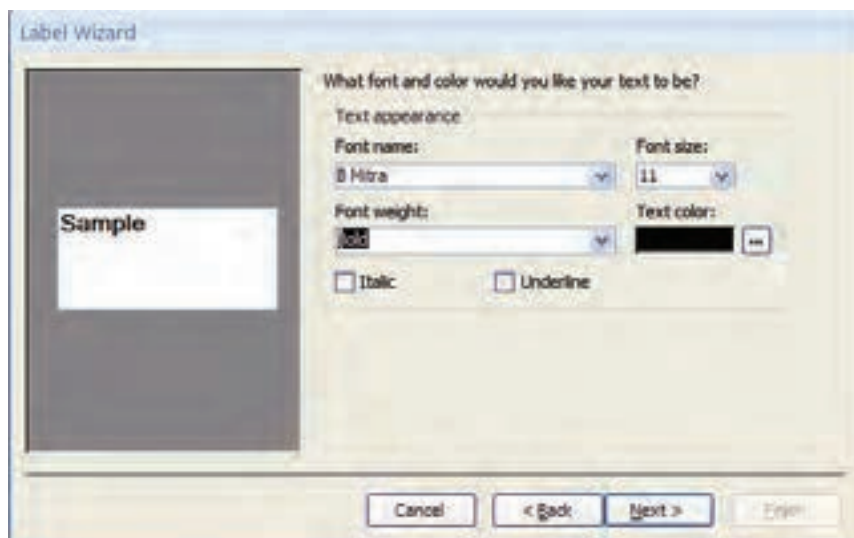 Label Wizard
What font and color would you like your text to be?
Text appearance
Font name: Font size:
B Mitra 11
Sample
Font weight: Text color:
Bold ...
Italic Underline
Cancel < Back Next > Finish